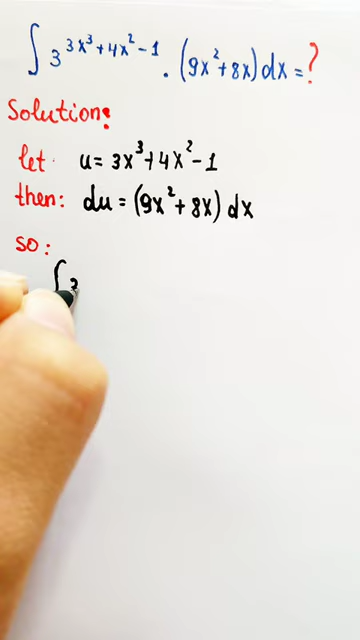 ∫ 3^(3x³+4x²-1) . (9x²+8x) dx = ?
Solution:
let u = 3x³+4x²-1
then: du = (9x²+8x) dx
so:
∫